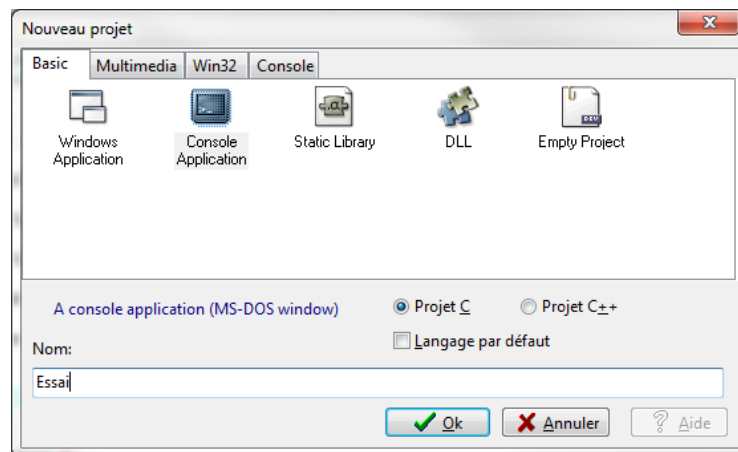 Nouveau projet
Basic Multimedia Win32 Console
Windows Application
Console Application
Static Library
DLL
Empty Project
A console application (MS-DOS window)
Projet C
Projet C++
Langage par défaut
Nom:
Essai
Ok Annuler Aide